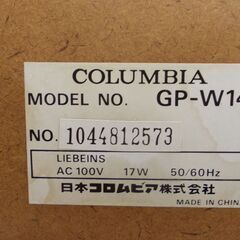 COLUMBIA
MODEL NO. GP-W14
NO. 1044812573
LIEBEINS
AC 100V 17W 50/60Hz
日本コロムビア株式会社
MADE IN CHIN